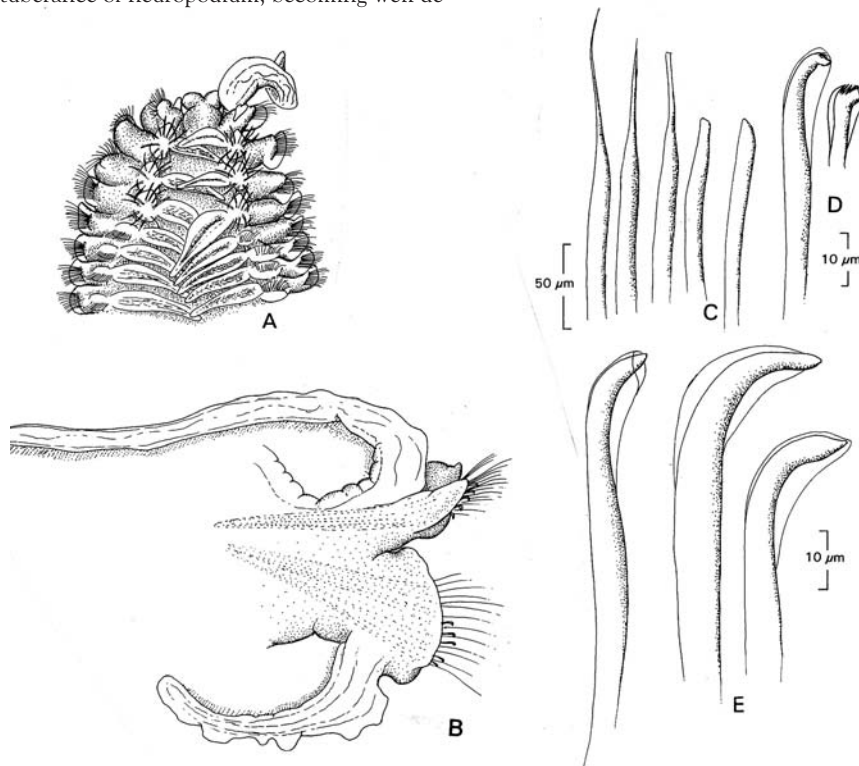 tuberance of neuropodium, becoming well de-
A
B
50 µm
C
D
10 µm
10 µm
E